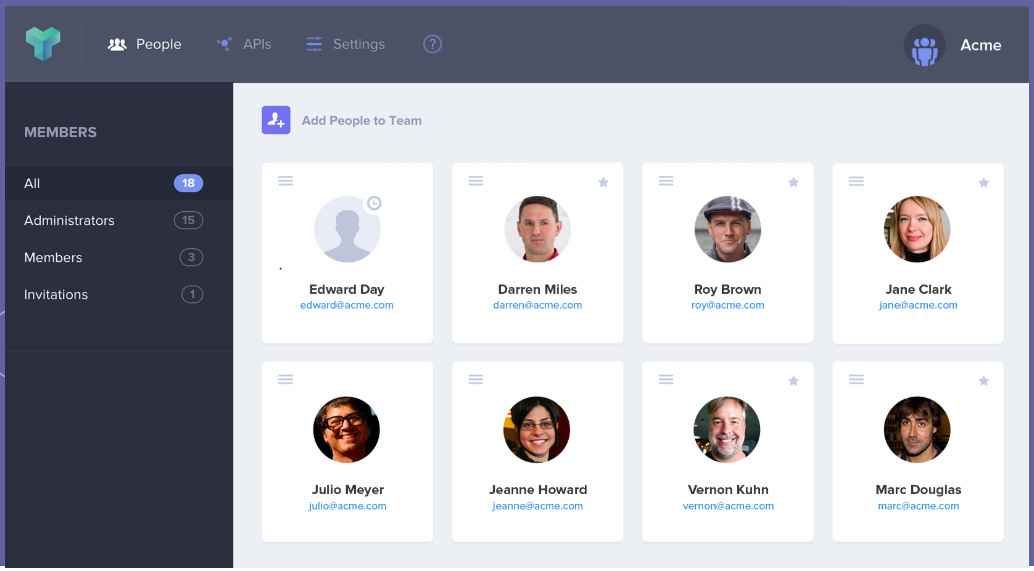 People
APIs
Settings
?
Acme
MEMBERS
All 18
Administrators 15
Members 3
Invitations 1
Add People to Team
Edward Day
edward@acme.com
Darren Miles
darren@acme.com
Roy Brown
roy@acme.com
Jane Clark
jane@acme.com
Julio Meyer
julio@acme.com
Jeanne Howard
jeanne@acme.com
Vernon Kuhn
vernon@acme.com
Marc Douglas
marc@acme.com